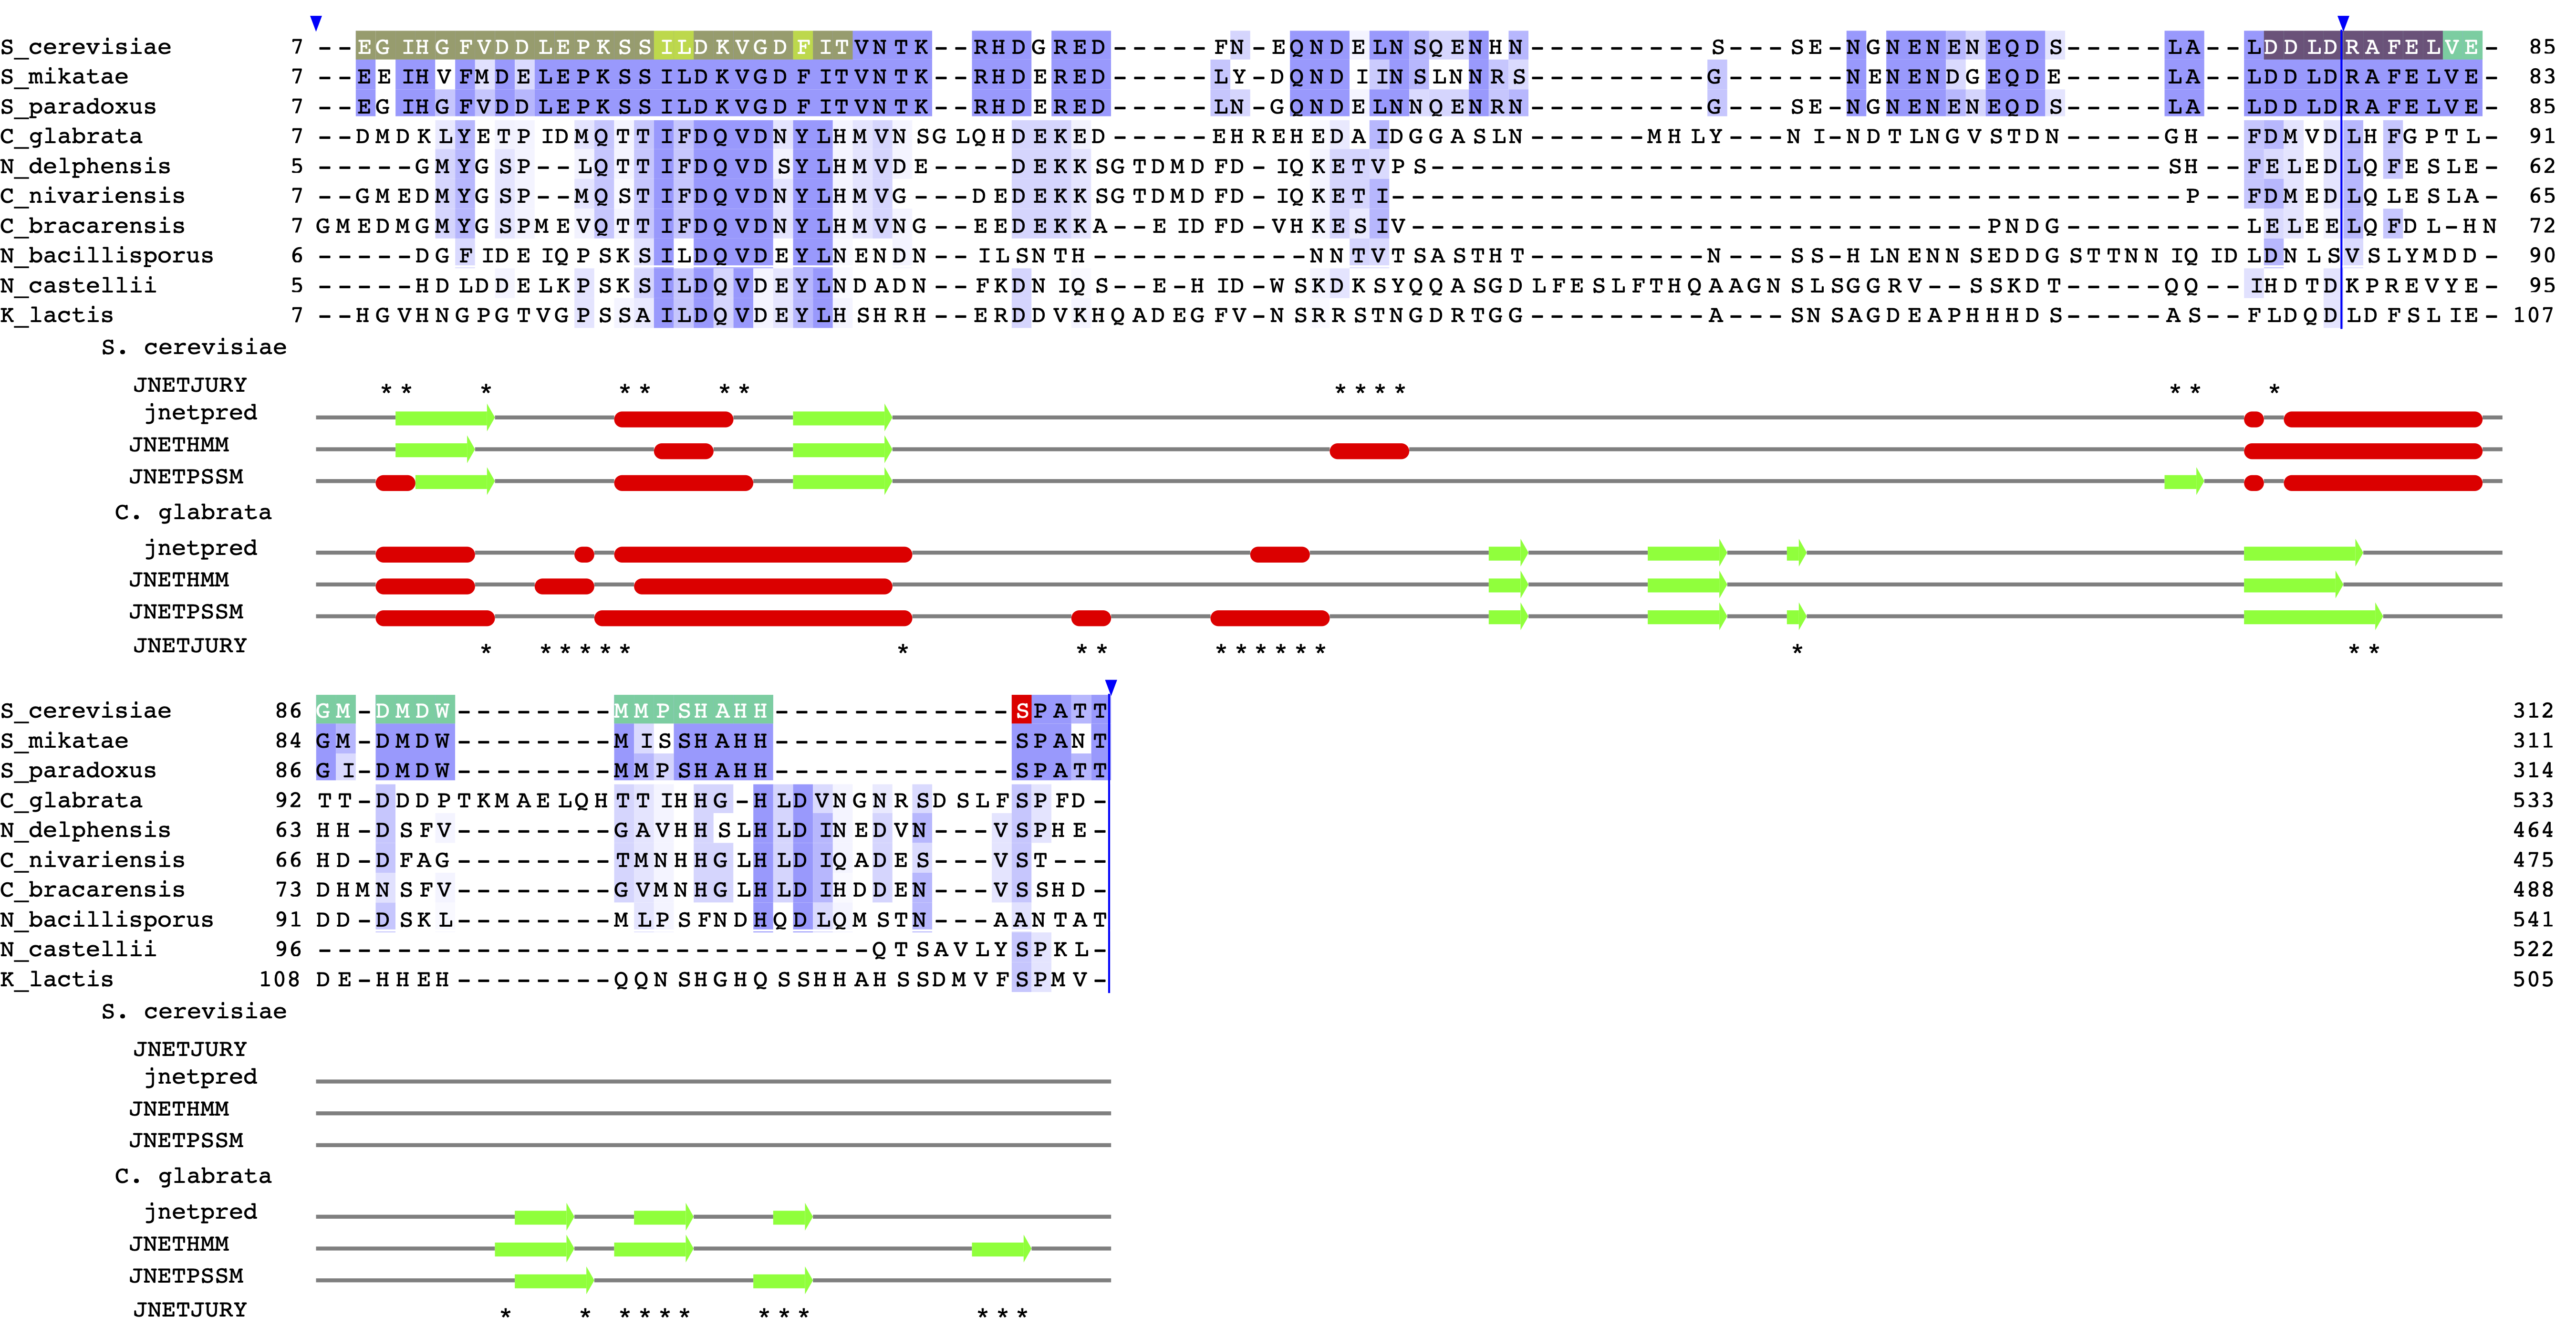 S_cerevisiae 7 --EGIHGFVDDLEPKSSILDKVGDFITVNTK--RHDGRED-----FN-EQNDELNSQENHN---------S---SE-NGNENENEQDS-----LA--LDDLDRAFELVE- 85
S_mikatae 7 --EEIHVFMDELEPKSSILDKVGDFITVNTK--RHDERED-----LY-DQNDIINSLNNRS---------G------NENENDGEQDE-----LA--LDDLDRAFELVE- 83
S_paradoxus 7 --EGIHGFVDDLEPKSSILDKVGDFITVNTK--RHDERED-----LN-GQNDELNNQENRN---------G---SE-NGNENENEQDS-----LA--LDDLDRAFELVE- 85
C_glabrata 7 --DMDKLYETPIDMQTTIFDQVDNYLHMVNSGLQHDEKED-----EHREHEDAIDGGASLN------MHLY---NI-NDTLNGVSTDN-----GH--FDMVDLHFGPTL- 91
N_delphensis 5 -----GMYGSP--LQTTIFDQVDSYLHMVDE----DEKKSGTDMDFD-IQKETVPS-------------------------------------SH--FELEDLQFESLE- 62
C_nivariensis 7 --GMEDMYGSP--MQSTIFDQVDNYLHMVG---DEDEKKSGTDMDFD-IQKETI----------------------------------------P--FDMEDLQLESLA- 65
C_bracarensis 7 GMEDMGMYGSPMEVQTTIFDQVDNYLHMVNG--EEDEKKA--EIDFD-VHKESIV-----------------------------PNDG---------LELEELQFDL-HN 72
N_bacillisporus 6 -----DGFIDEIQPSKSILDQVDEYLNENDN--ILSNTH-----------NNTVTSASTHT---------N---SS-HLNENNSEDDGSTTNNIQIDLDNLSVSLYMDD- 90
N_castellii 5 -----HDLDDELKPSKSILDQVDEYLNDADN--FKDNIQS--E-HID-WSKDKSYQQASGDLFESLFTHQAAGNSLSGGRV--SSKDT-----QQ--IHDTDKPREVYE- 95
K_lactis 7 --HGVHNGPGTVGPSSAILDQVDEYLHSHRH--ERDDVKHQADEGFV-NSRRSTNGDRTGG---------A---SNSAGDEAPHHHDS-----AS--FLDQDLDFSLIE- 107
S. cerevisiae
JNETJURY ** * ** ** **** ** *
jnetpred
JNETHMM
JNETPSSM
C. glabrata
jnetpred
JNETHMM
JNETPSSM
JNETJURY * ***** * ** ****** * **
S_cerevisiae 86 GM-DMDW--------MMPSHAHH------------SPATT 312
S_mikatae 84 GM-DMDW--------MISSHAHH------------SPANT 311
S_paradoxus 86 GI-DMDW--------MMPSHAHH------------SPATT 314
C_glabrata 92 TT-DDDPTKMAELQHTTIHHG-HLDVNGNRSDSLFSPFD- 533
N_delphensis 63 HH-DSFV--------GAVHHSLHLDINEDVN---VSPHE- 464
C_nivariensis 66 HD-DFAG--------TMNHHGLHLDIQADES---VST--- 475
C_bracarensis 73 DHMNSFV--------GVMNHGLHLDIHDDEN---VSSHD- 488
N_bacillisporus 91 DD-DSKL--------MLPSFNDHQDLQMSTN---AANTAT 541
N_castellii 96 ----------------------------QTSAVLYSPKL- 522
K_lactis 108 DE-HHEH--------QQNSHGHQSSHHAHSSDMVFSPMV- 505
S. cerevisiae
JNETJURY
jnetpred
JNETHMM
JNETPSSM
C. glabrata
jnetpred
JNETHMM
JNETPSSM
JNETJURY * * **** *** ***